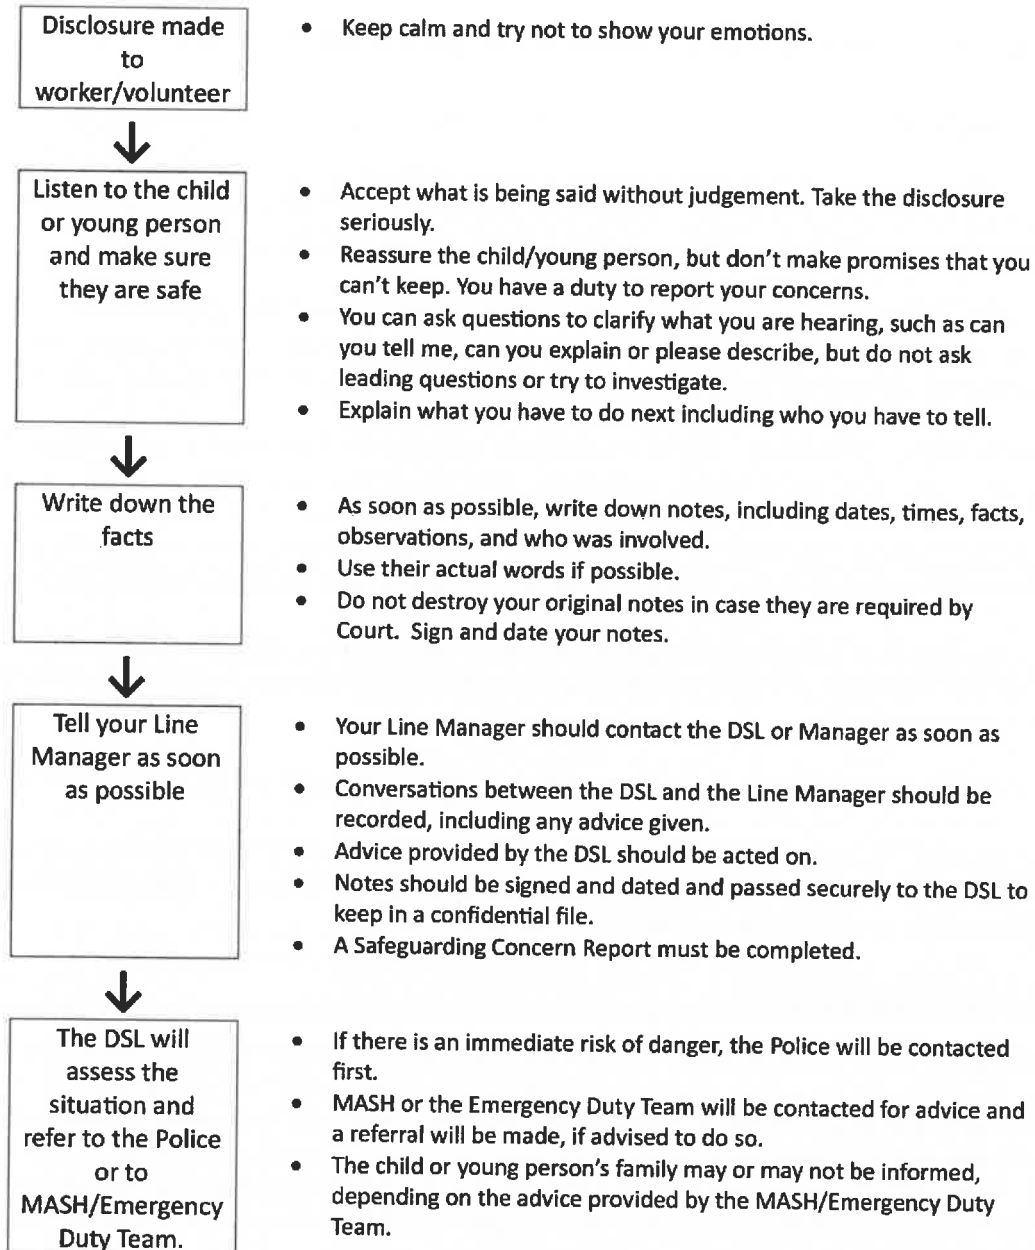 Disclosure made
to
worker/volunteer
• Keep calm and try not to show your emotions.
Listen to the child
or young person
and make sure
they are safe
• Accept what is being said without judgement. Take the disclosure
seriously.
• Reassure the child/young person, but don't make promises that you
can't keep. You have a duty to report your concerns.
• You can ask questions to clarify what you are hearing, such as can
you tell me, can you explain or please describe, but do not ask
leading questions or try to investigate.
• Explain what you have to do next including who you have to tell.
Write down the
facts
• As soon as possible, write down notes, including dates, times, facts,
observations, and who was involved.
• Use their actual words if possible.
• Do not destroy your original notes in case they are required by
Court. Sign and date your notes.
Tell your Line
Manager as soon
as possible
• Your Line Manager should contact the DSL or Manager as soon as
possible.
• Conversations between the DSL and the Line Manager should be
recorded, including any advice given.
• Advice provided by the DSL should be acted on.
• Notes should be signed and dated and passed securely to the DSL to
keep in a confidential file.
• A Safeguarding Concern Report must be completed.
The DSL will
assess the
situation and
refer to the Police
or to
MASH/Emergency
Duty Team.
• If there is an immediate risk of danger, the Police will be contacted
first.
• MASH or the Emergency Duty Team will be contacted for advice and
a referral will be made, if advised to do so.
• The child or young person's family may or may not be informed,
depending on the advice provided by the MASH/Emergency Duty
Team.